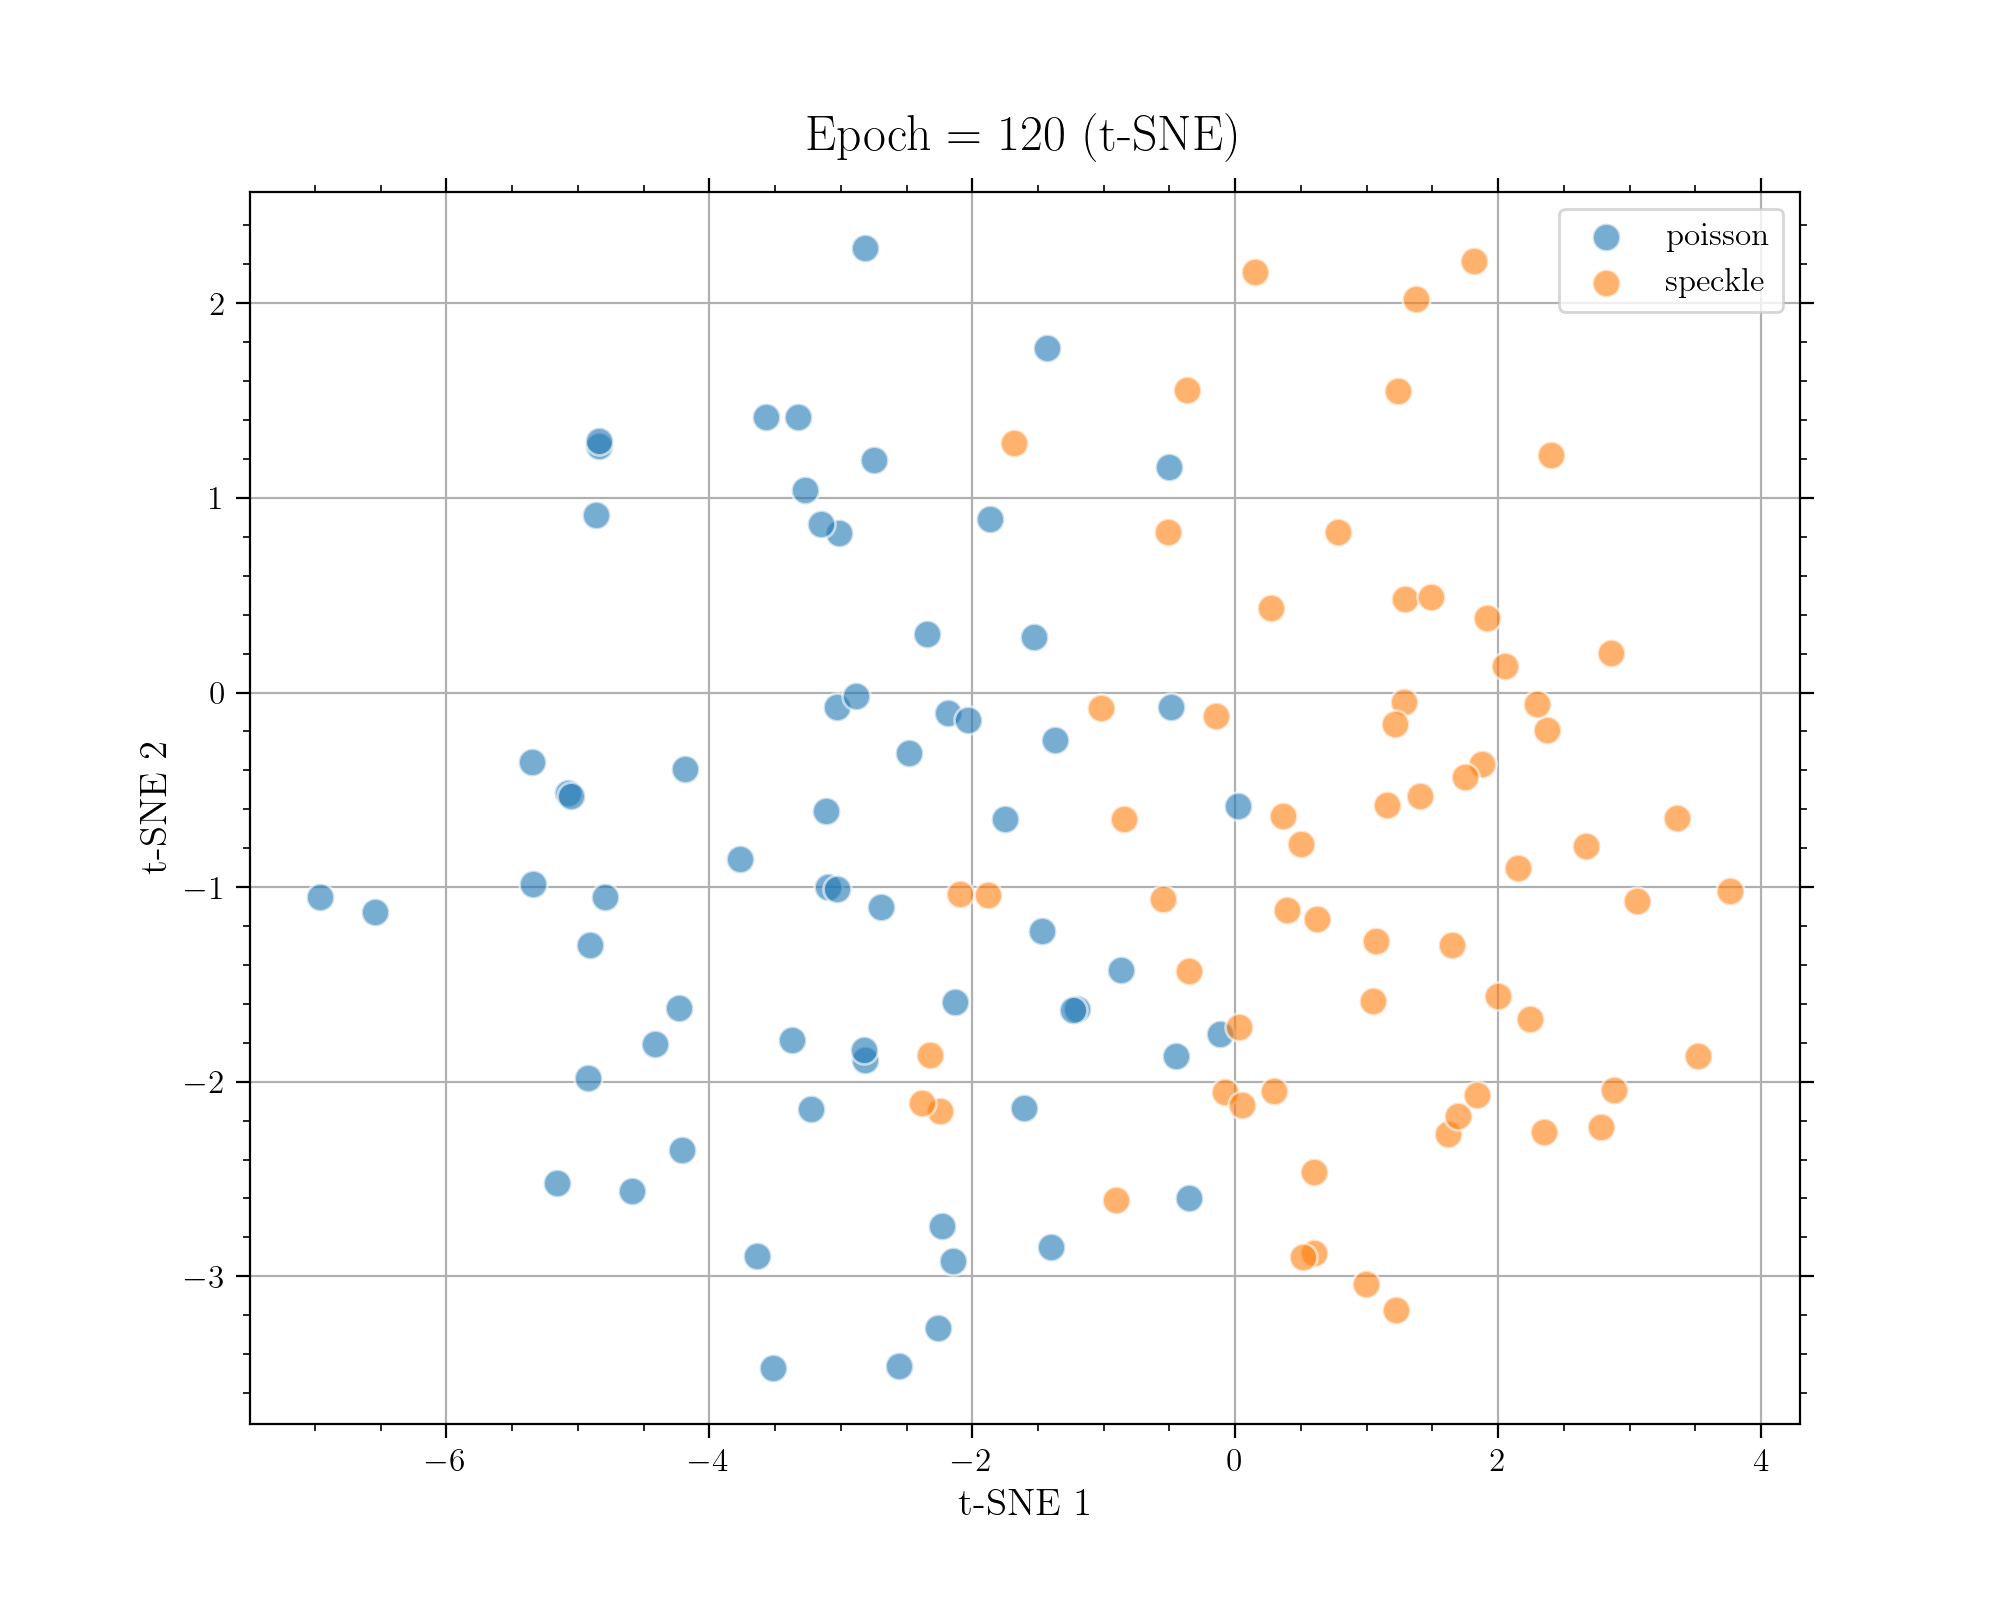 Epoch = 120 (t-SNE)
poisson
speckle
2
1
0
−1
−2
−3
t-SNE 2
−6 −4 −2 0 2 4
t-SNE 1